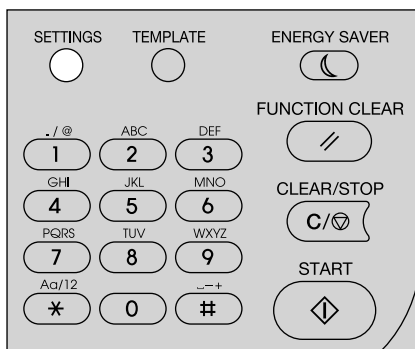 SETTINGS TEMPLATE ENERGY SAVER
FUNCTION CLEAR
./@ ABC DEF
1 2 3
GHI JKL MNO
4 5 6
CLEAR/STOP
C/
PQRS TUV WXYZ
7 8 9
START
Aa/12 ⎵–+
* 0 #